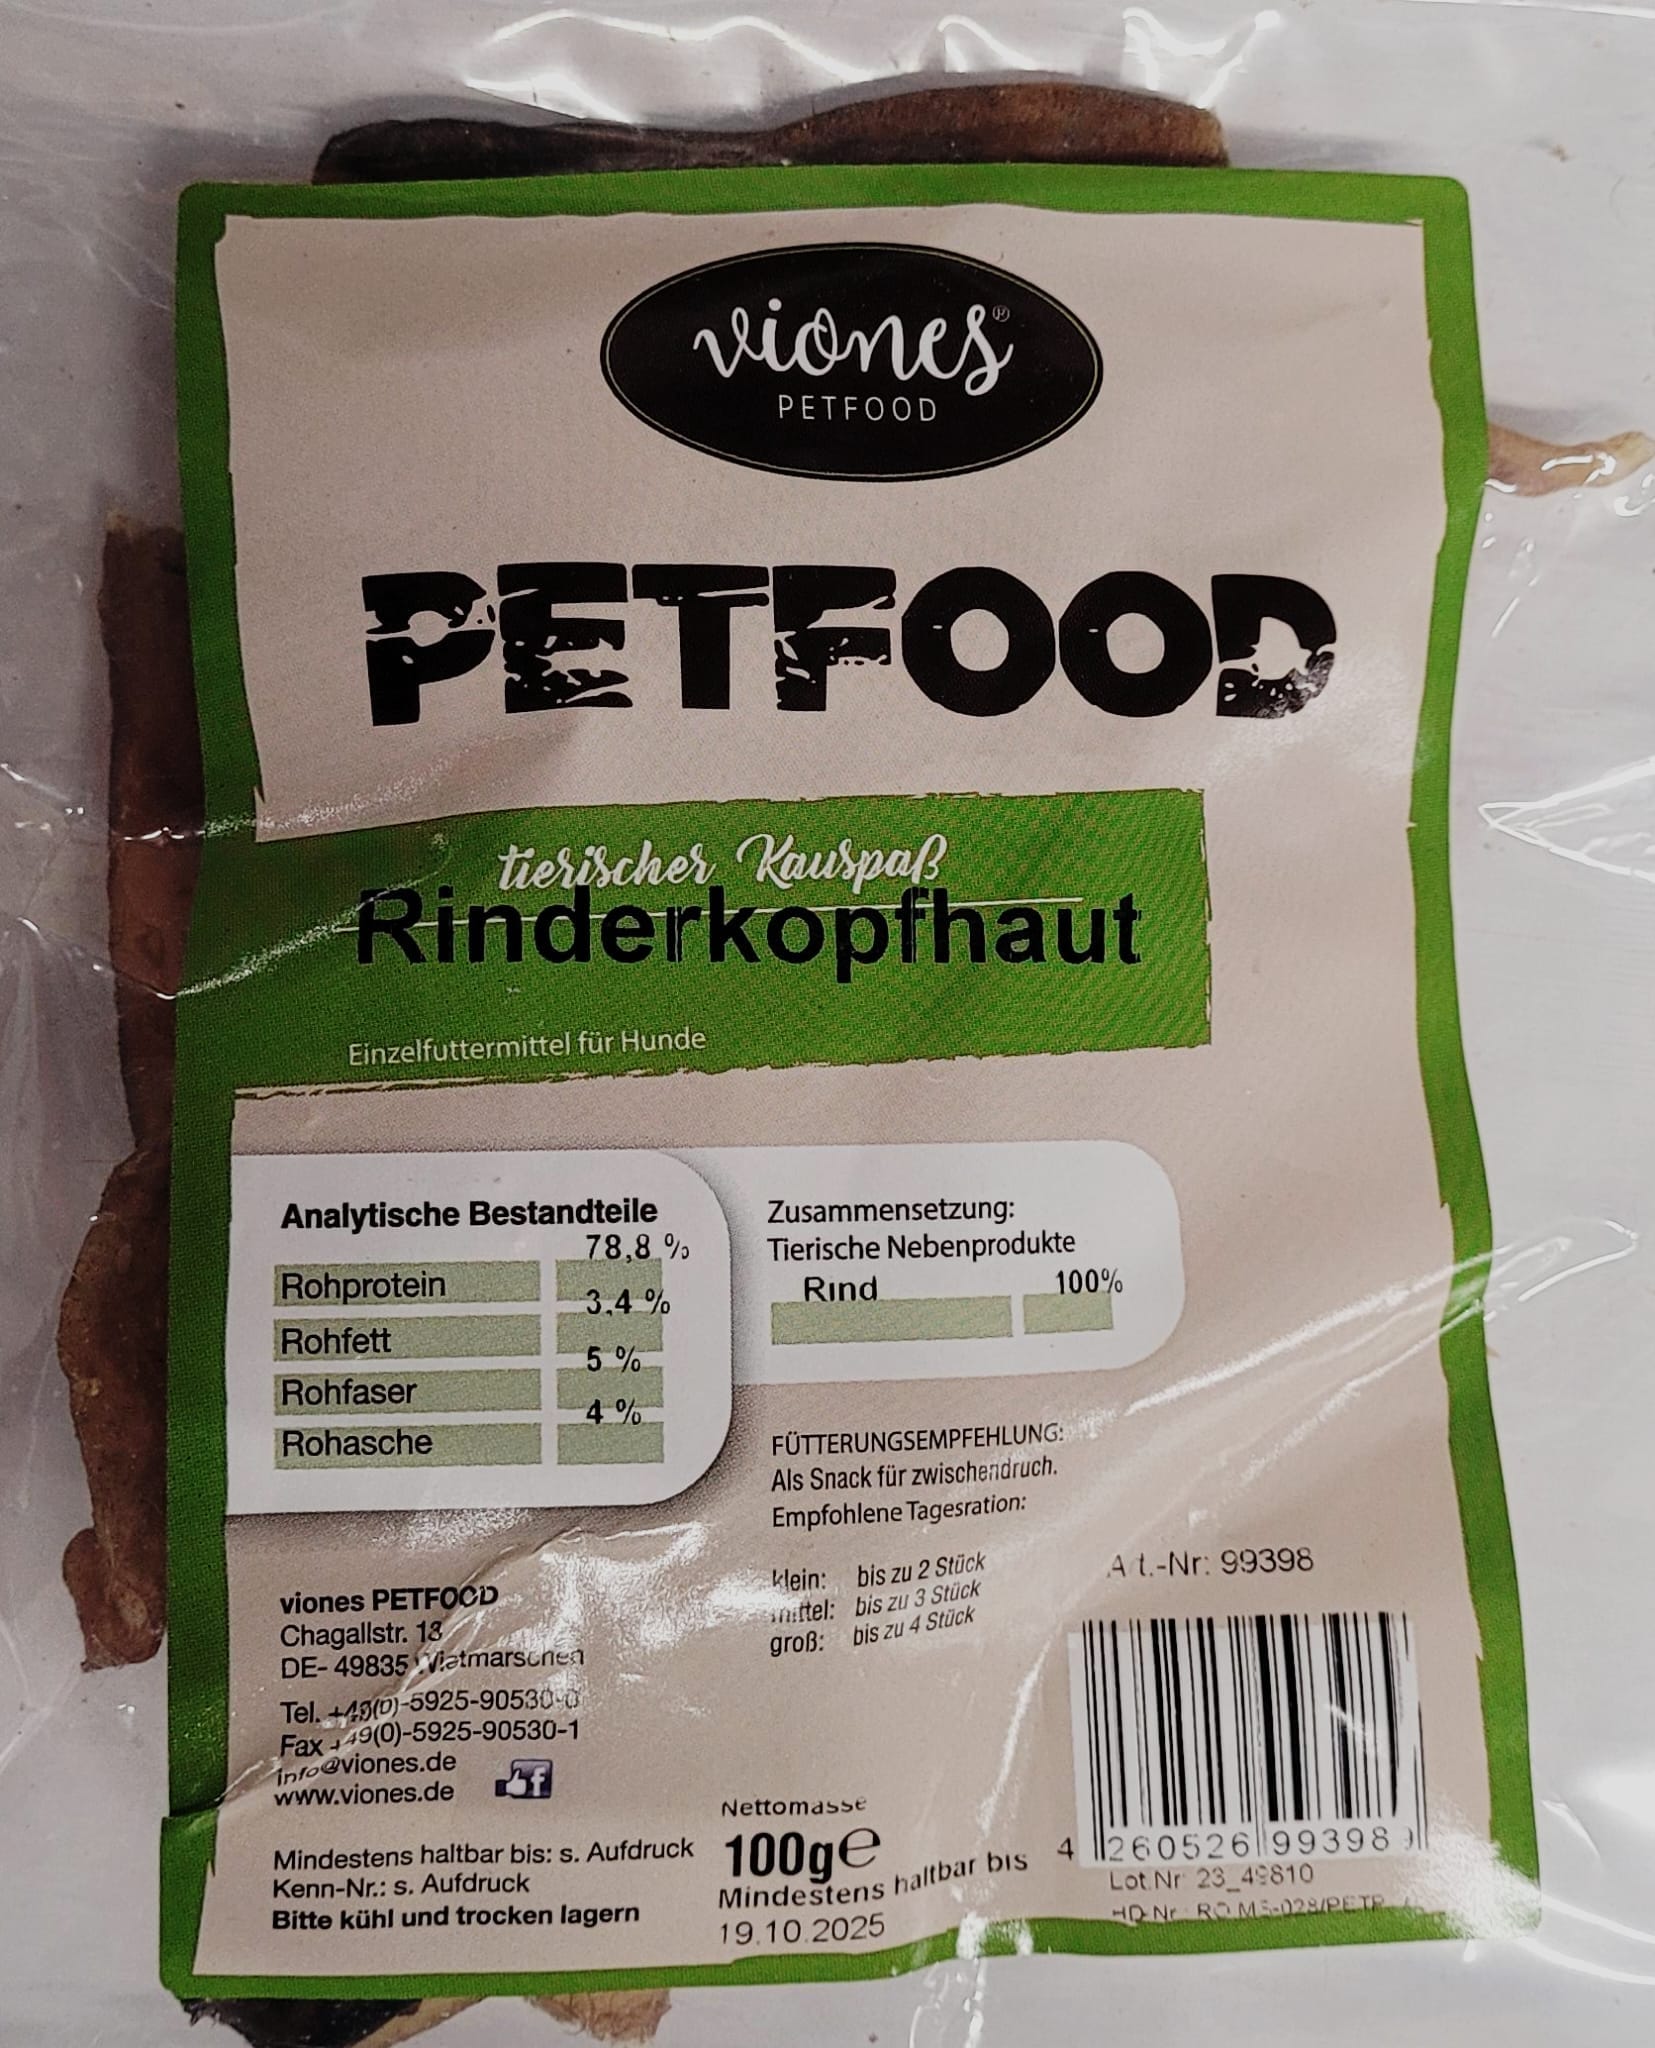 viones®
PETFOOD
PETFOOD
tierischer Kauspaß
Rinderkopfhaut
Einzelfuttermittel für Hunde
Analytische Bestandteile
78,8 %
Rohprotein
3,4 %
Rohfett
5 %
Rohfaser
4 %
Rohasche
Zusammensetzung:
Tierische Nebenprodukte
Rind 100%
FÜTTERUNGSEMPFEHLUNG:
Als Snack für zwischendruch.
Empfohlene Tagesration:
klein: bis zu 2 Stück
mittel: bis zu 3 Stück
groß: bis zu 4 Stück
viones PETFOOD
Chagallstr. 13
DE- 49835 Wietmarschen
Tel. +49(0)-5925-90530-0
Fax +49(0)-5925-90530-1
info@viones.de
www.viones.de
f
Mindestens haltbar bis: s. Aufdruck
Kenn-Nr.: s. Aufdruck
Bitte kühl und trocken lagern
Nettomasse
100g℮
Mindestens haltbar bis
19.10.2025
Art.-Nr: 99398
4 260526 99398
Lot.Nr 23_
HD-Nr